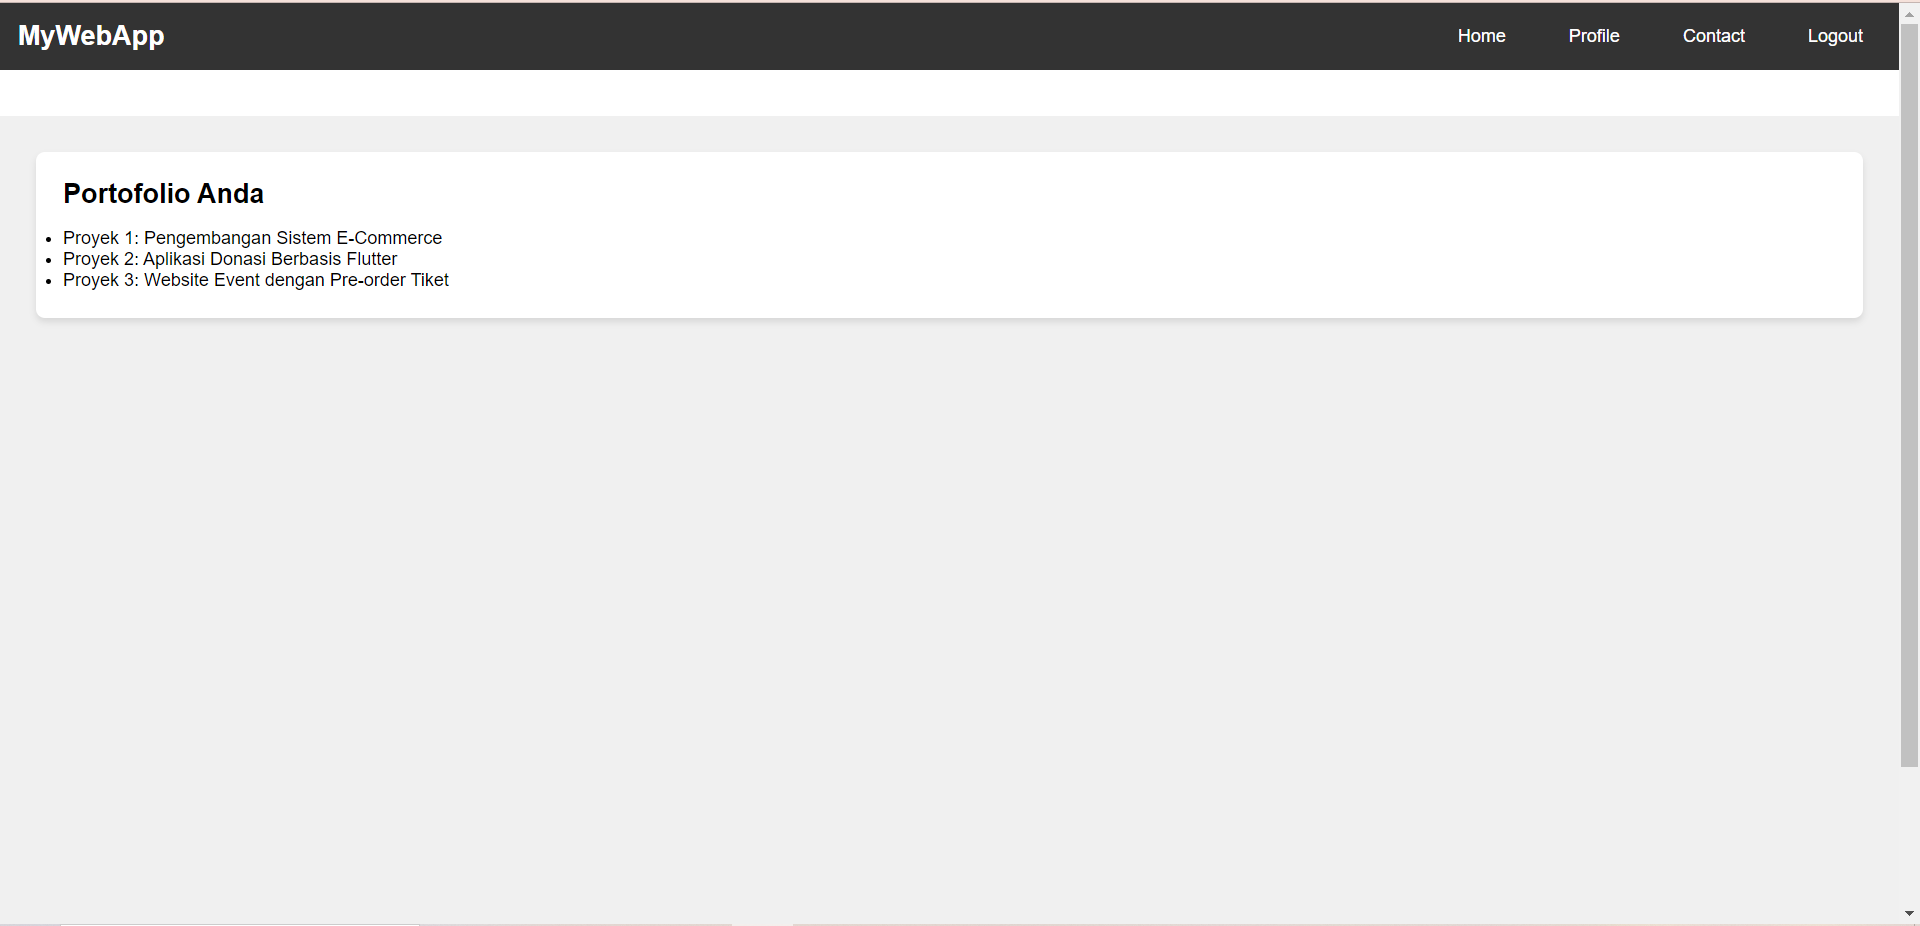 MyWebApp
Home Profile Contact Logout
Portofolio Anda
• Proyek 1: Pengembangan Sistem E-Commerce
• Proyek 2: Aplikasi Donasi Berbasis Flutter
• Proyek 3: Website Event dengan Pre-order Tiket